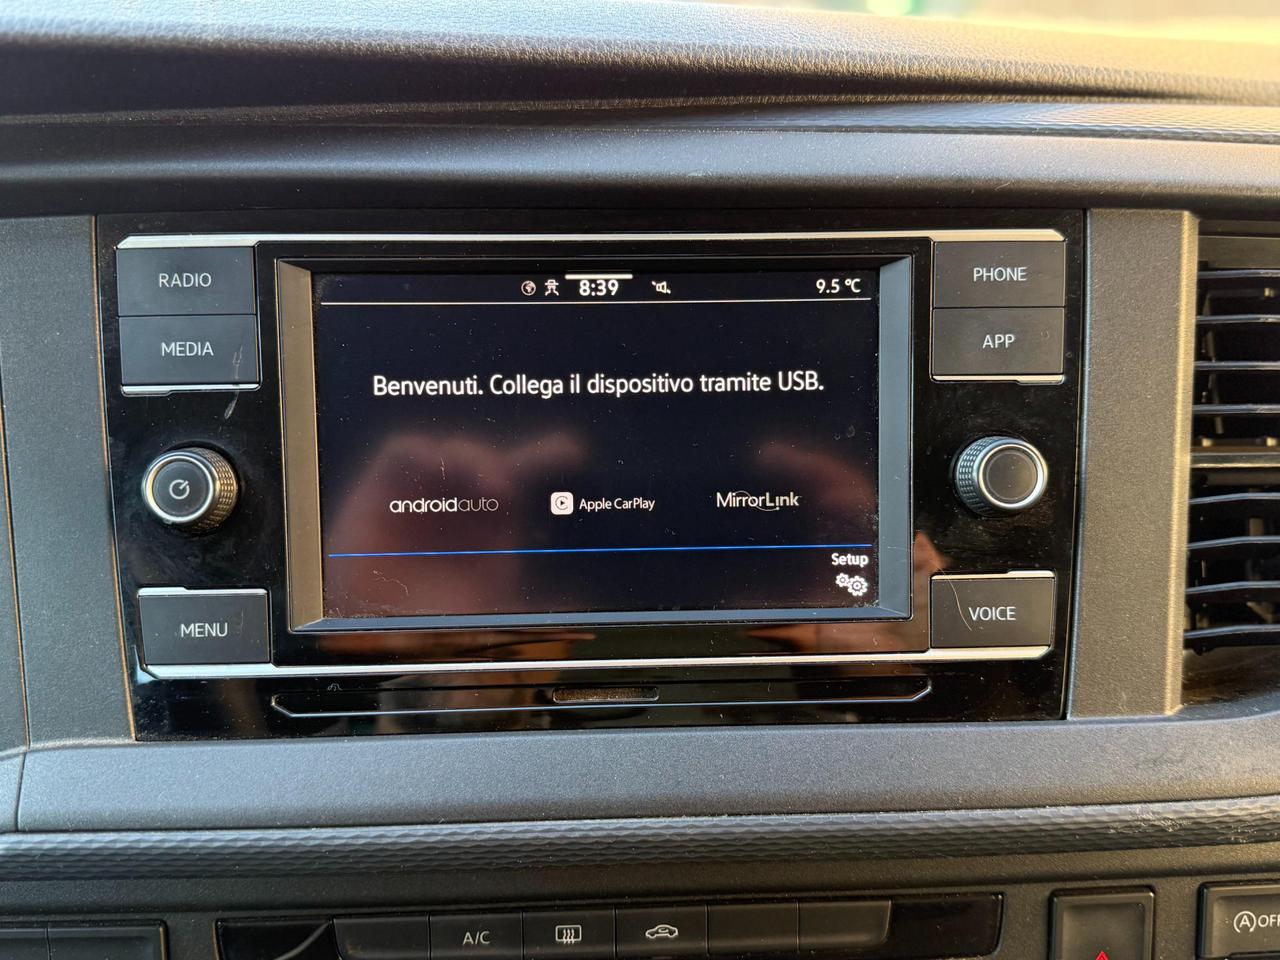 RADIO
MEDIA
MENU
8:39
9.5 °C
Benvenuti. Collega il dispositivo tramite USB.
androidauto
Apple CarPlay
MirrorLink
Setup
PHONE
APP
VOICE
A/C
A OFF